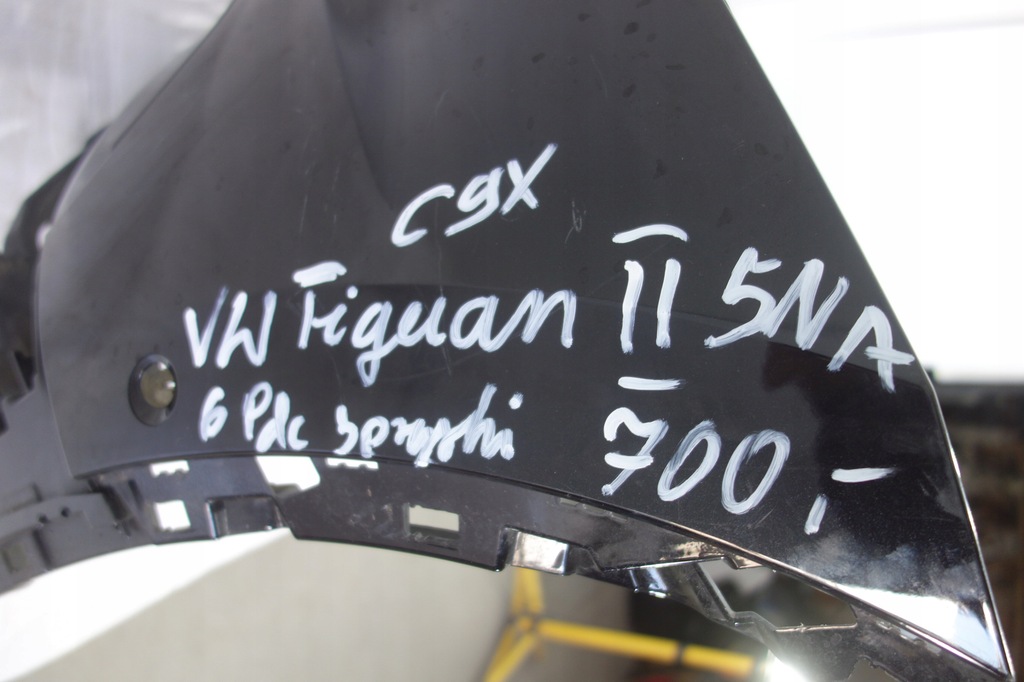 C9X
VW Tiguan II 5NA
6 Pdc 700,-